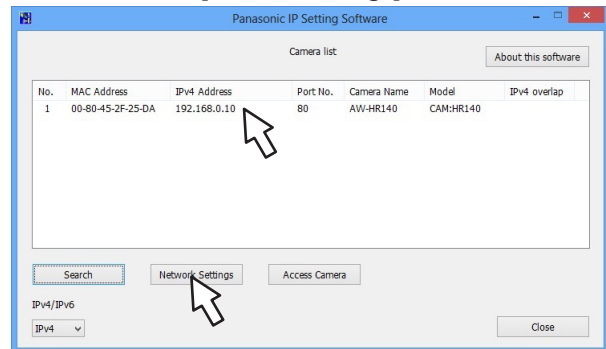 Panasonic IP Setting Software
Camera list
About this software
No. MAC Address IPv4 Address Port No. Camera Name Model IPv4 overlap
1 00-80-45-2F-25-DA 192.168.0.10 80 AW-HR140 CAM:HR140
Search Network Settings Access Camera
IPv4/IPv6
IPv4 Close